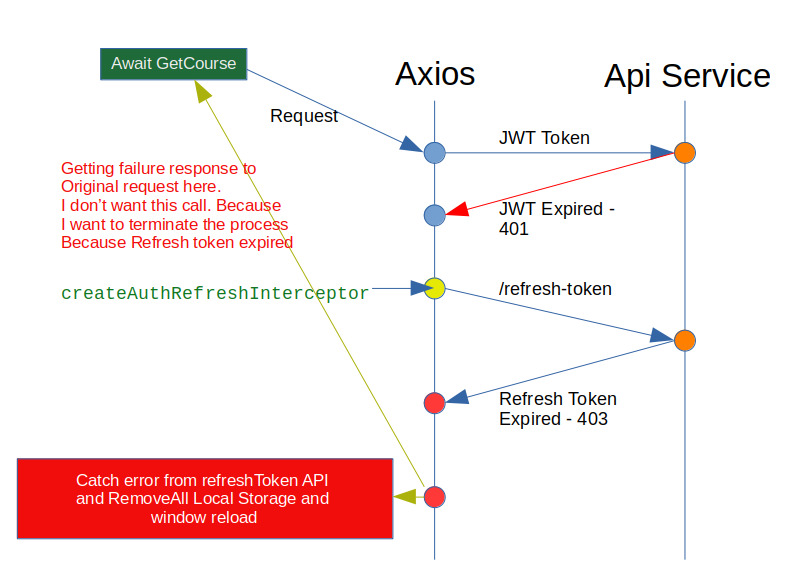 Await GetCourse
Axios
Api Service
Request
JWT Token
Getting failure response to
Original request here.
I don’t want this call. Because
I want to terminate the process
Because Refresh token expired
JWT Expired -
401
createAuthRefreshInterceptor
/refresh-token
Refresh Token
Expired - 403
Catch error from refreshToken API
and RemoveAll Local Storage and
window reload